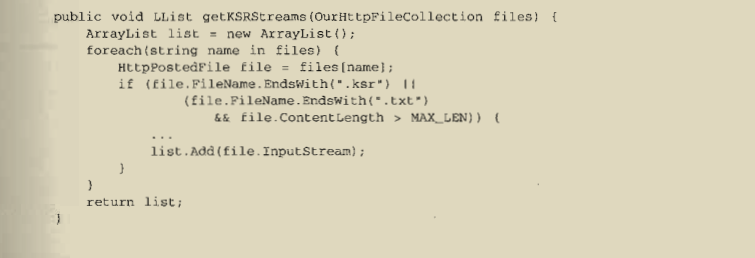 public void LList getKSRStreams(OurHttpFileCollection files) {
ArrayList list = new ArrayList();
foreach(string name in files) {
HttpPostedFile file = files[name];
if (file.FileName.EndsWith(".ksr") ||
(file.FileName.EndsWith(".txt")
&& file.ContentLength > MAX_LEN)) {
...
list.Add(file.InputStream);
}
}
return list;
}